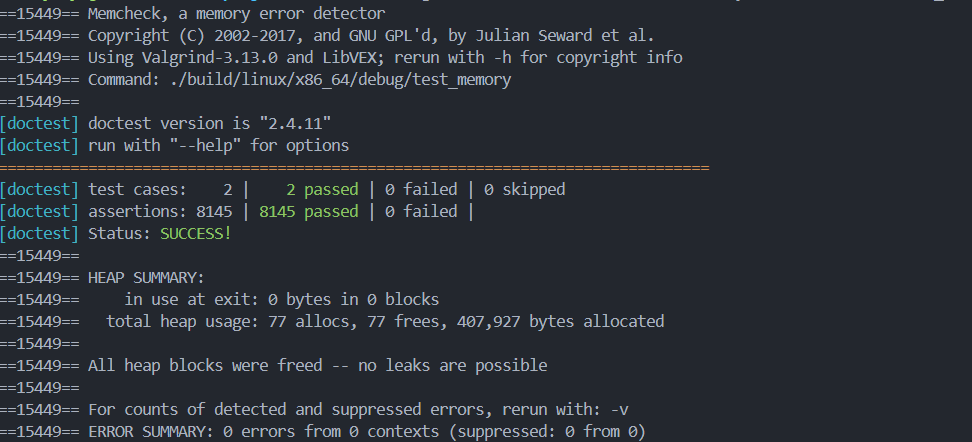 ==15449== Memcheck, a memory error detector
==15449== Copyright (C) 2002-2017, and GNU GPL'd, by Julian Seward et al.
==15449== Using Valgrind-3.13.0 and LibVEX; rerun with -h for copyright info
==15449== Command: ./build/linux/x86_64/debug/test_memory
==15449==
[doctest] doctest version is "2.4.11"
[doctest] run with "--help" for options
===============================================================================
[doctest] test cases:    2 |    2 passed | 0 failed | 0 skipped
[doctest] assertions: 8145 | 8145 passed | 0 failed |
[doctest] Status: SUCCESS!
==15449==
==15449== HEAP SUMMARY:
==15449==     in use at exit: 0 bytes in 0 blocks
==15449==   total heap usage: 77 allocs, 77 frees, 407,927 bytes allocated
==15449==
==15449== All heap blocks were freed -- no leaks are possible
==15449==
==15449== For counts of detected and suppressed errors, rerun with: -v
==15449== ERROR SUMMARY: 0 errors from 0 contexts (suppressed: 0 from 0)